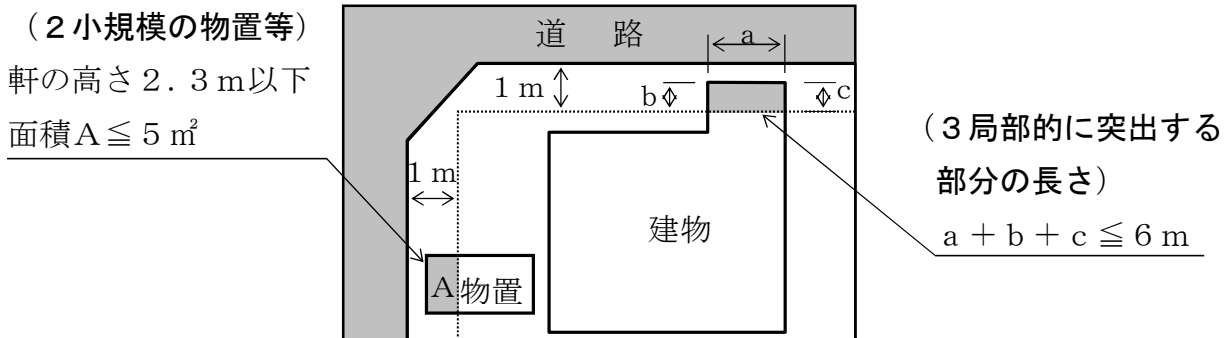 (2小規模の物置等)
軒の高さ2.3m以下
面積A≦5㎡
道 路
a
1m
b
c
1m
建物
A
物置
(3局部的に突出する
部分の長さ)
a+b+c≦6m